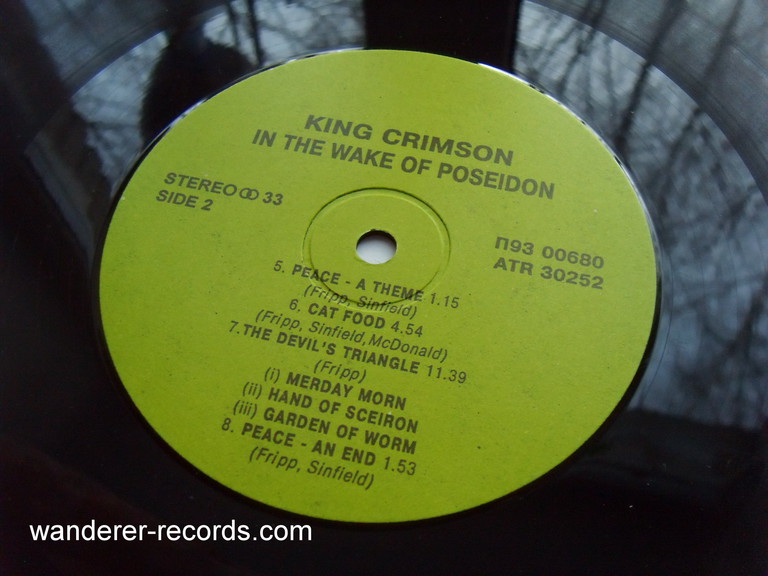 KING CRIMSON
IN THE WAKE OF POSEIDON
STEREO ꝏ 33
SIDE 2
П93 00680
ATR 30252
5. PEACE - A THEME 1.15
(Fripp, Sinfield)
6. CAT FOOD 4.54
(Fripp, Sinfield, McDonald)
7. THE DEVIL'S TRIANGLE 11.39
(Fripp)
(i) MERDAY MORN
(ii) HAND OF SCEIRON
(iii) GARDEN OF WORM
8. PEACE - AN END 1.53
(Fripp, Sinfield)
wanderer-records.com